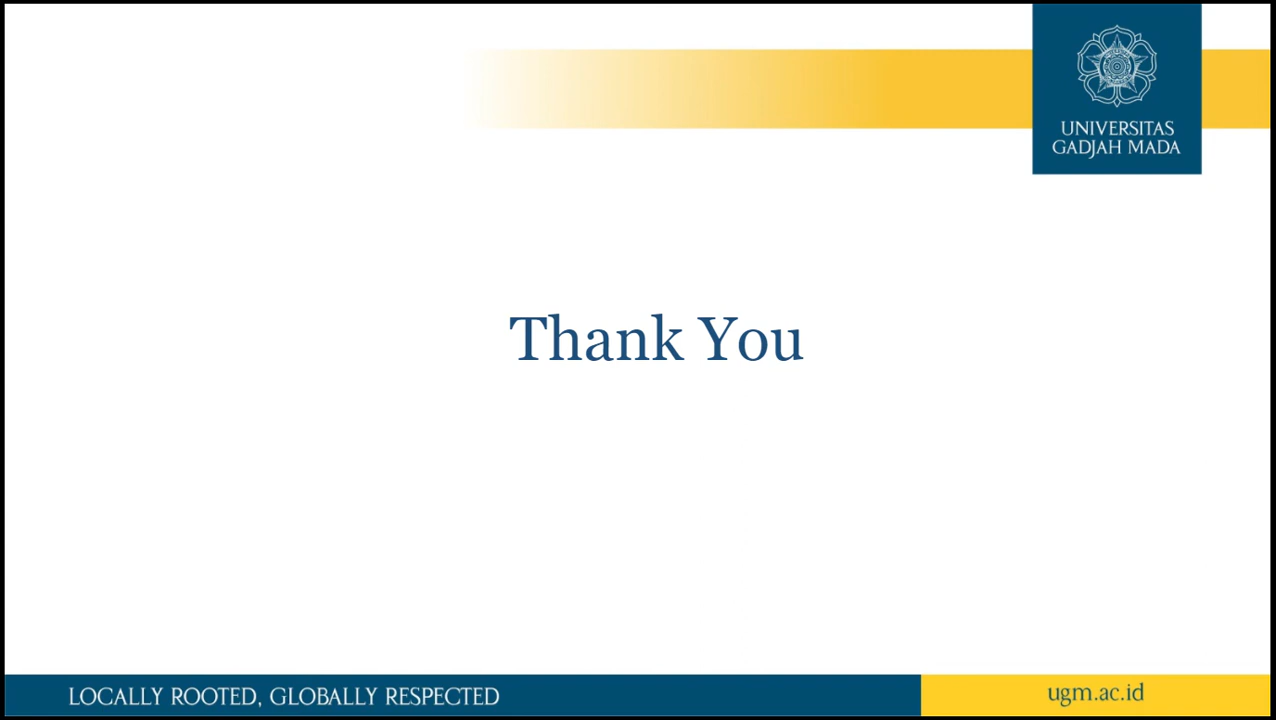 UNIVERSITAS
GADJAH MADA
Thank You
LOCALLY ROOTED, GLOBALLY RESPECTED
ugm.ac.id